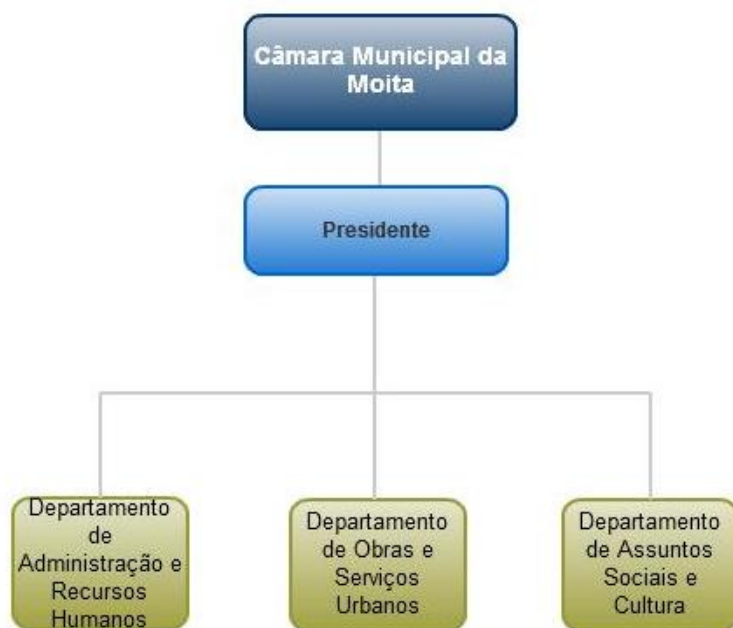 Câmara Municipal da
Moita
Presidente
Departamento
de
Administração e
Recursos
Humanos
Departamento
de Obras e
Serviços
Urbanos
Departamento
de Assuntos
Sociais e
Cultura